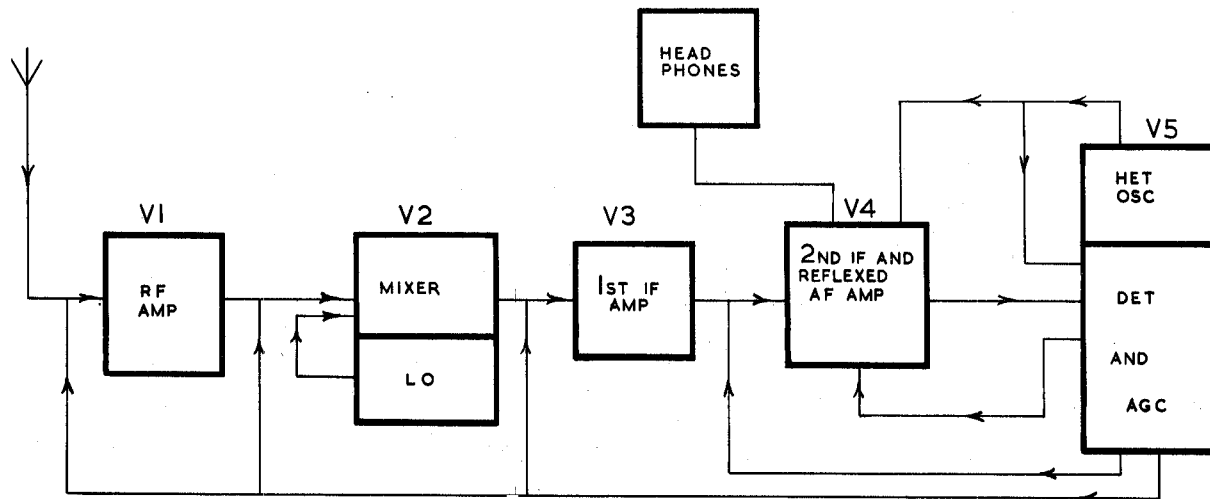 HEAD
PHONES
V5
HET
OSC
V1
V2
V3
V4
RF
AMP
MIXER
LO
1ST IF
AMP
2ND IF AND
REFLEXED
AF AMP
DET
AND
AGC